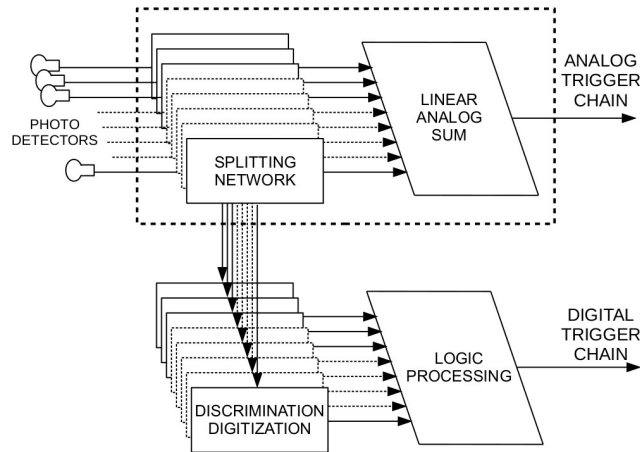 ANALOG
TRIGGER
CHAIN
LINEAR
ANALOG
SUM
PHOTO
DETECTORS
SPLITTING
NETWORK
DIGITAL
TRIGGER
CHAIN
LOGIC
PROCESSING
DISCRIMINATION
DIGITIZATION